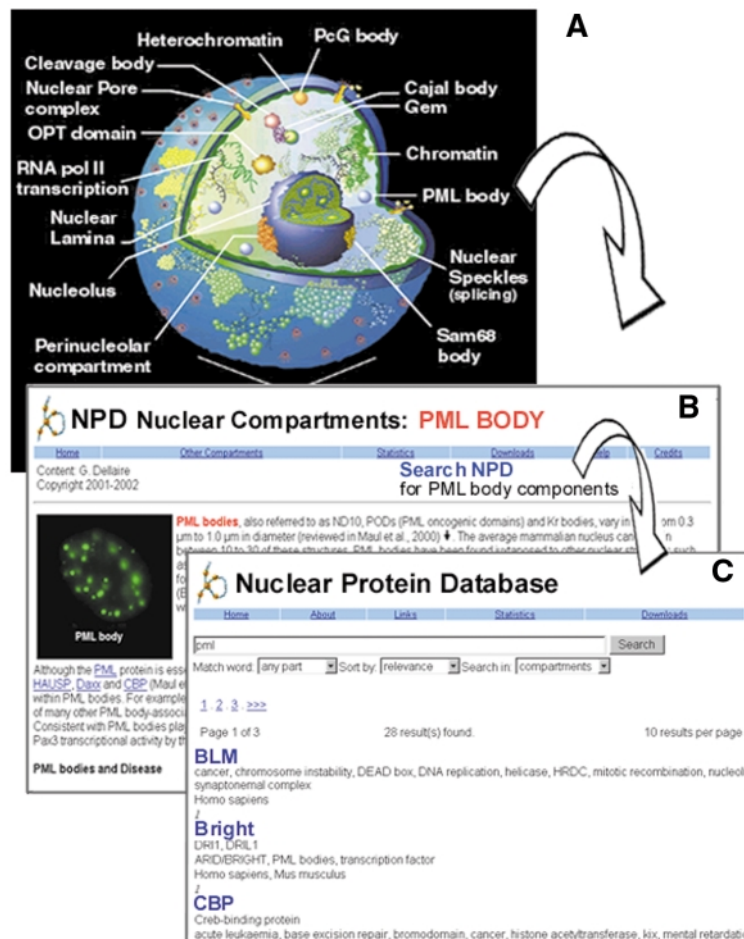 A
Heterochromatin
PcG body
Cleavage body
Nuclear Pore
complex
Cajal body
Gem
OPT domain
Chromatin
RNA pol II
transcription
PML body
Nuclear
Lamina
Nuclear
Speckles
(splicing)
Nucleolus
Sam68
body
Perinucleolar
compartment
B
NPD Nuclear Compartments: PML BODY
Home Other Compartments Statistics Downloads Credits
Content: G. Dellaire
Copyright 2001-2002
Search NPD
for PML body components
PML bodies, also referred to as ND10, PODs (PML oncogenic domains) and Kr bodies, vary in 0.3
µm to 1.0 µm in diameter (reviewed in Maul et al., 2000) . The average mammalian nucleus
between 10 to 30 of these structures. PML bodies have been found juxtaposed to other nuclear such
PML body
Although the PML protein is
HAUSP, Daxx and CBP (Maul
within PML bodies. For example
of many other PML
Consistent with PML bodies
Pax3 transcriptional activity by
PML bodies and Disease
C
Nuclear Protein Database
Home About Links Statistics Downloads
pml Search
Match word: any part Sort by: relevance Search in: compartments
1 . 2 . 3 . >>>
Page 1 of 3 28 result(s) found. 10 results per page
BLM
cancer, chromosome instability, DEAD box, DNA replication, helicase, HRDC, mitotic recombination,
synaptonemal complex
Homo sapiens
Bright
DRI1, DRIL1
ARID/BRIGHT, PML bodies, transcription factor
Homo sapiens, Mus musculus
CBP
Creb-binding protein
acute leukaemia, base excision repair, bromodomain, cancer, histone acetyltransferase, kix, mental